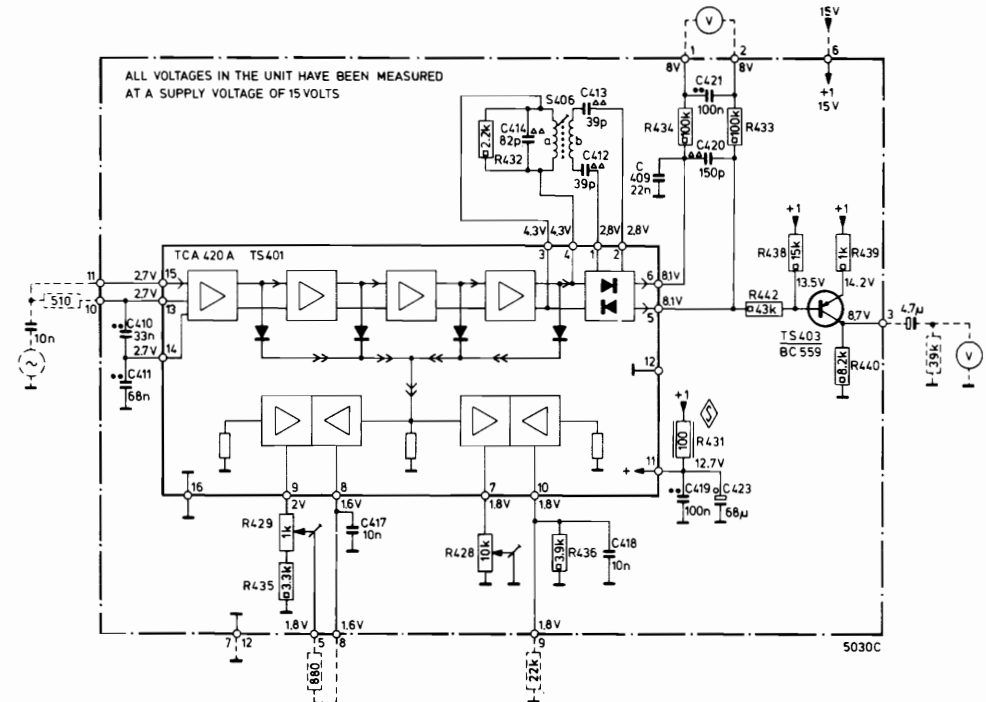 15V
V
1
2
6
8V
8V
+1
15V
ALL VOLTAGES IN THE UNIT HAVE BEEN MEASURED
AT A SUPPLY VOLTAGE OF 15 VOLTS
C421
100n
S406
C413
39p
2.2k
C414
82p
R432
a
b
C412
39p
R434
100k
100k
R433
C420
150p
C
409
22n
4.3V
4.3V
2,8V
2,8V
3
4
1
2
+1
+1
R438
15k
1k
R439
TCA 420A TS401
11
2.7V
15
6
8.1V
13.5V
14.2V
510
10
2.7V
13
5
8.1V
R442
43k
8,7V
3
4.7µ
10n
C410
33n
2.7V
14
TS403
BC 559
8.2k
R440
39k
V
C411
68n
12
+1
S
100
R431
11
+
12.7V
C419
100n
C423
68µ
16
9
8
7
10
2V
1.6V
1.8V
1.8V
R429
1k
C417
10n
R428
10k
3.9k
R436
C418
10n
R435
3.3k
1.8V
1.6V
1.8V
7
12
5
8
9
5030C
880
22k